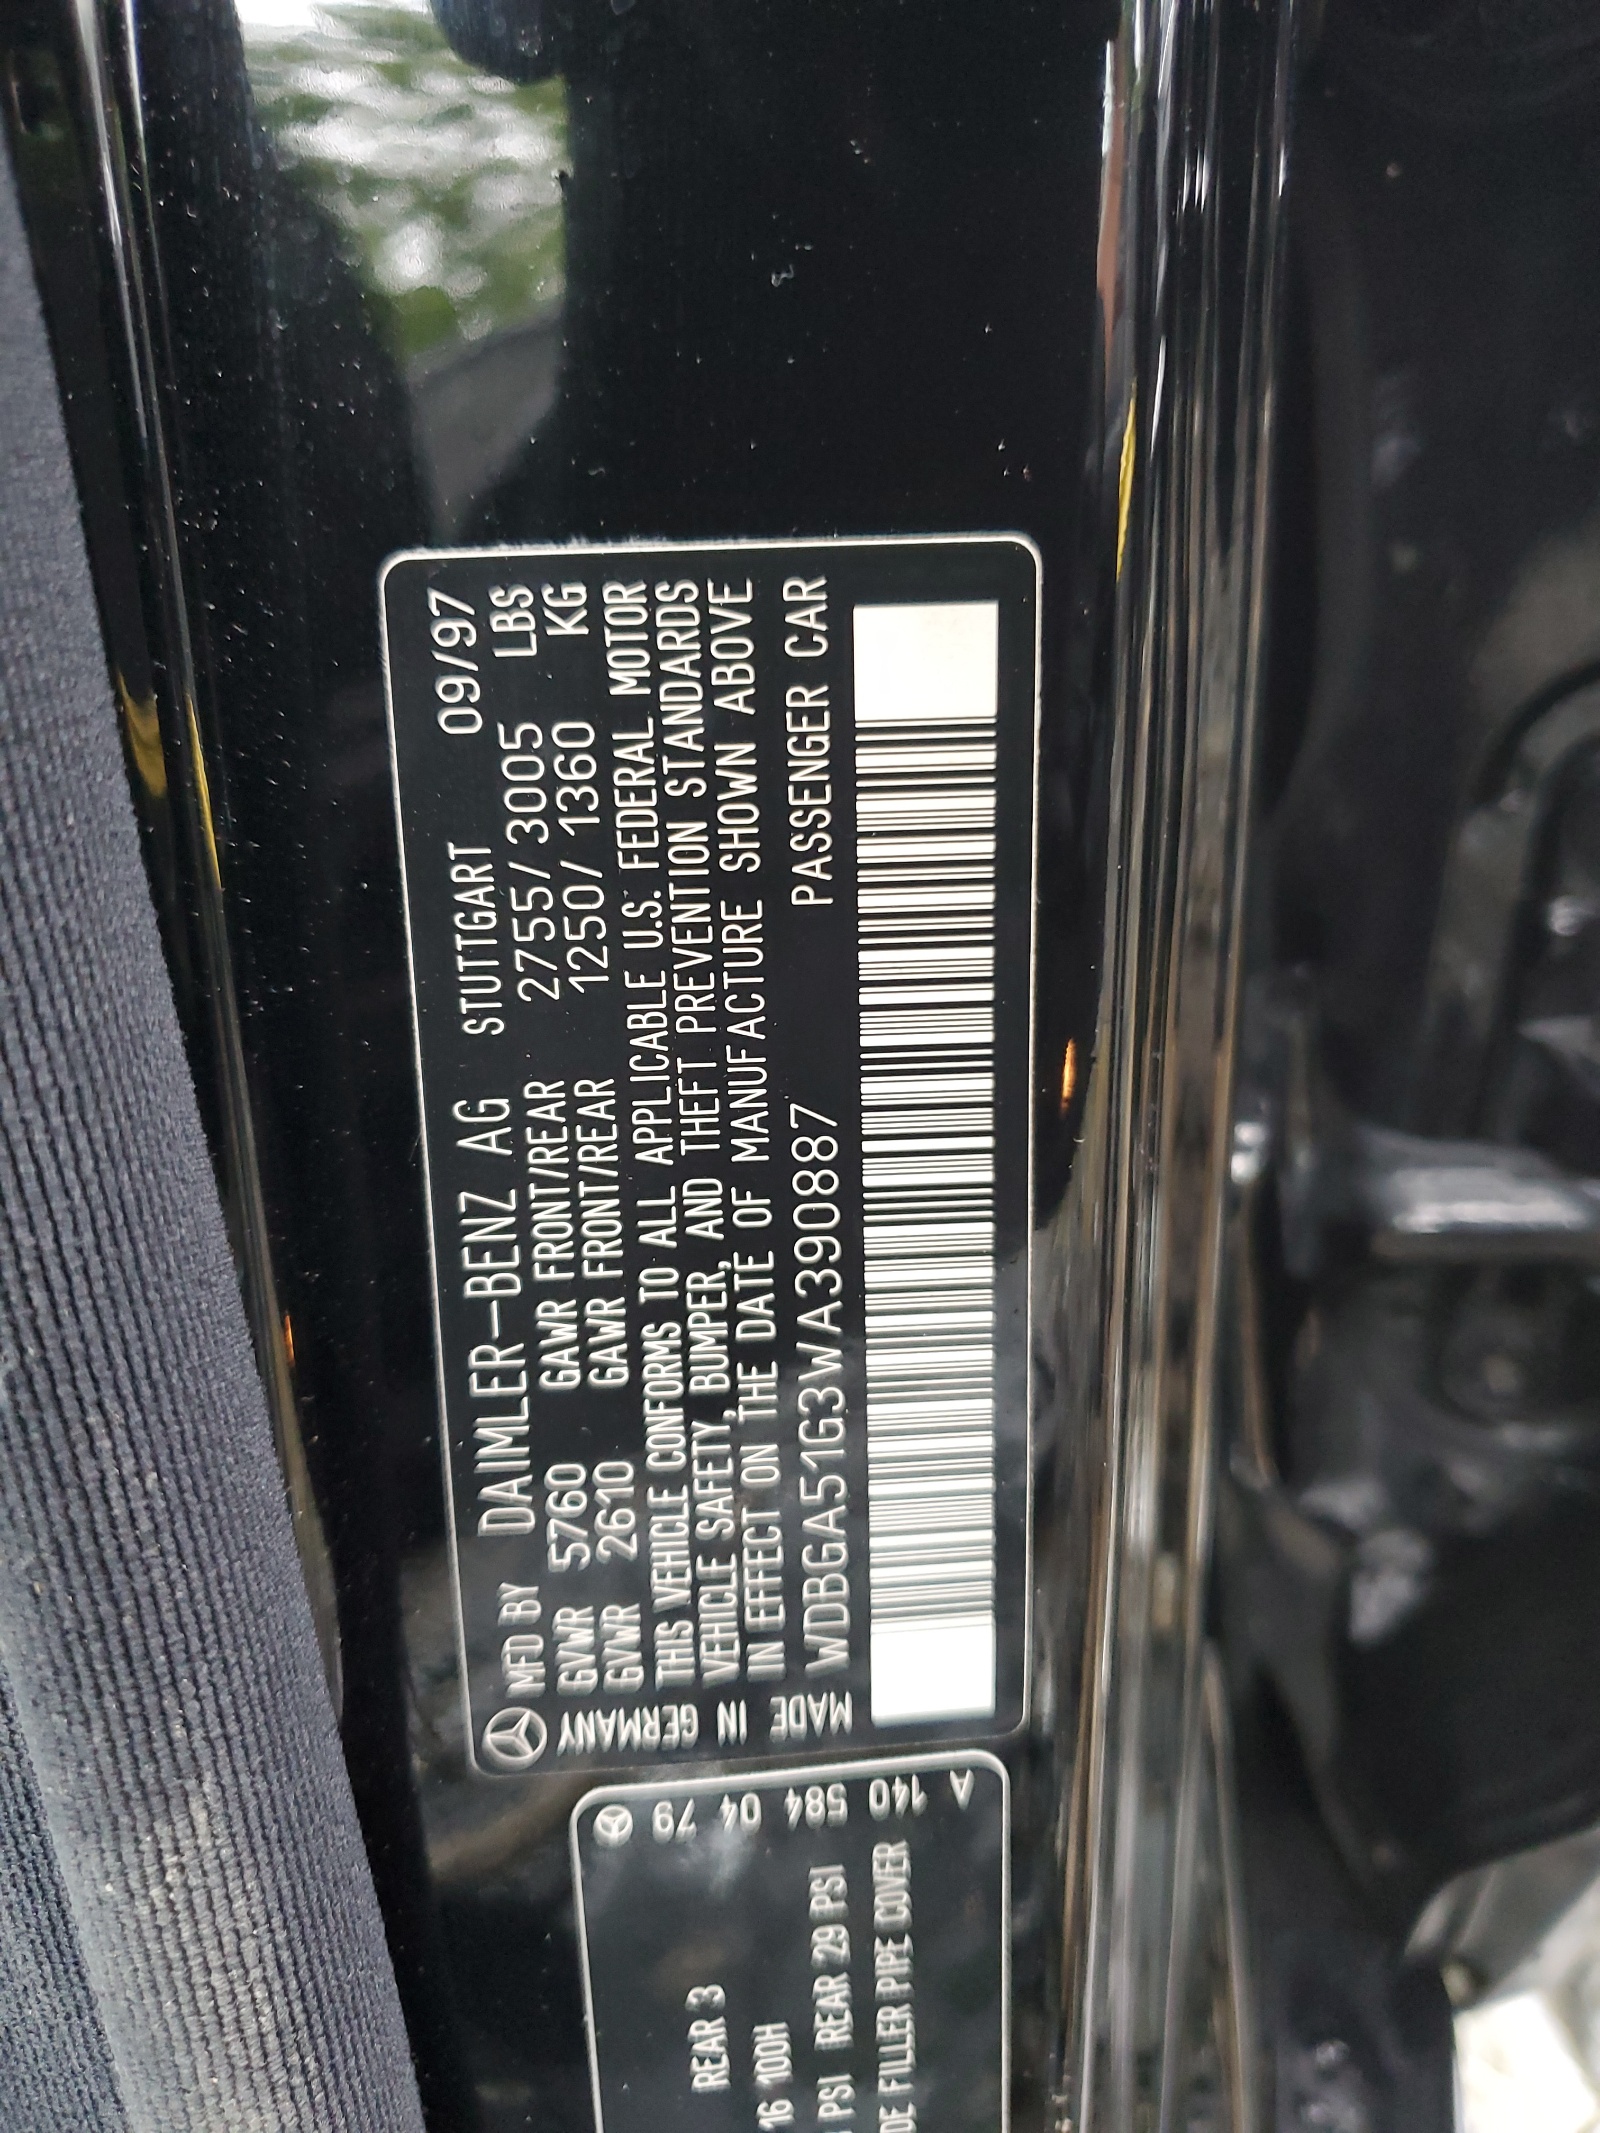 MFD BY DAIMLER-BENZ AG STUTTGART 09/97
GVWR 5760 GAWR FRONT/REAR 2755/3005 LBS
GVWR 2610 GAWR FRONT/REAR 1250/1360 KG
THIS VEHICLE CONFORMS TO ALL APPLICABLE U.S. FEDERAL MOTOR
VEHICLE SAFETY, BUMPER, AND THEFT PREVENTION STANDARDS
IN EFFECT ON THE DATE OF MANUFACTURE SHOWN ABOVE
WDBGA51G3WA390887 PASSENGER CAR
MADE IN GERMANY
A 140 584 04 79
REAR 3
16 100H
PSI REAR 29 PSI
DE FILLER PIPE COVER